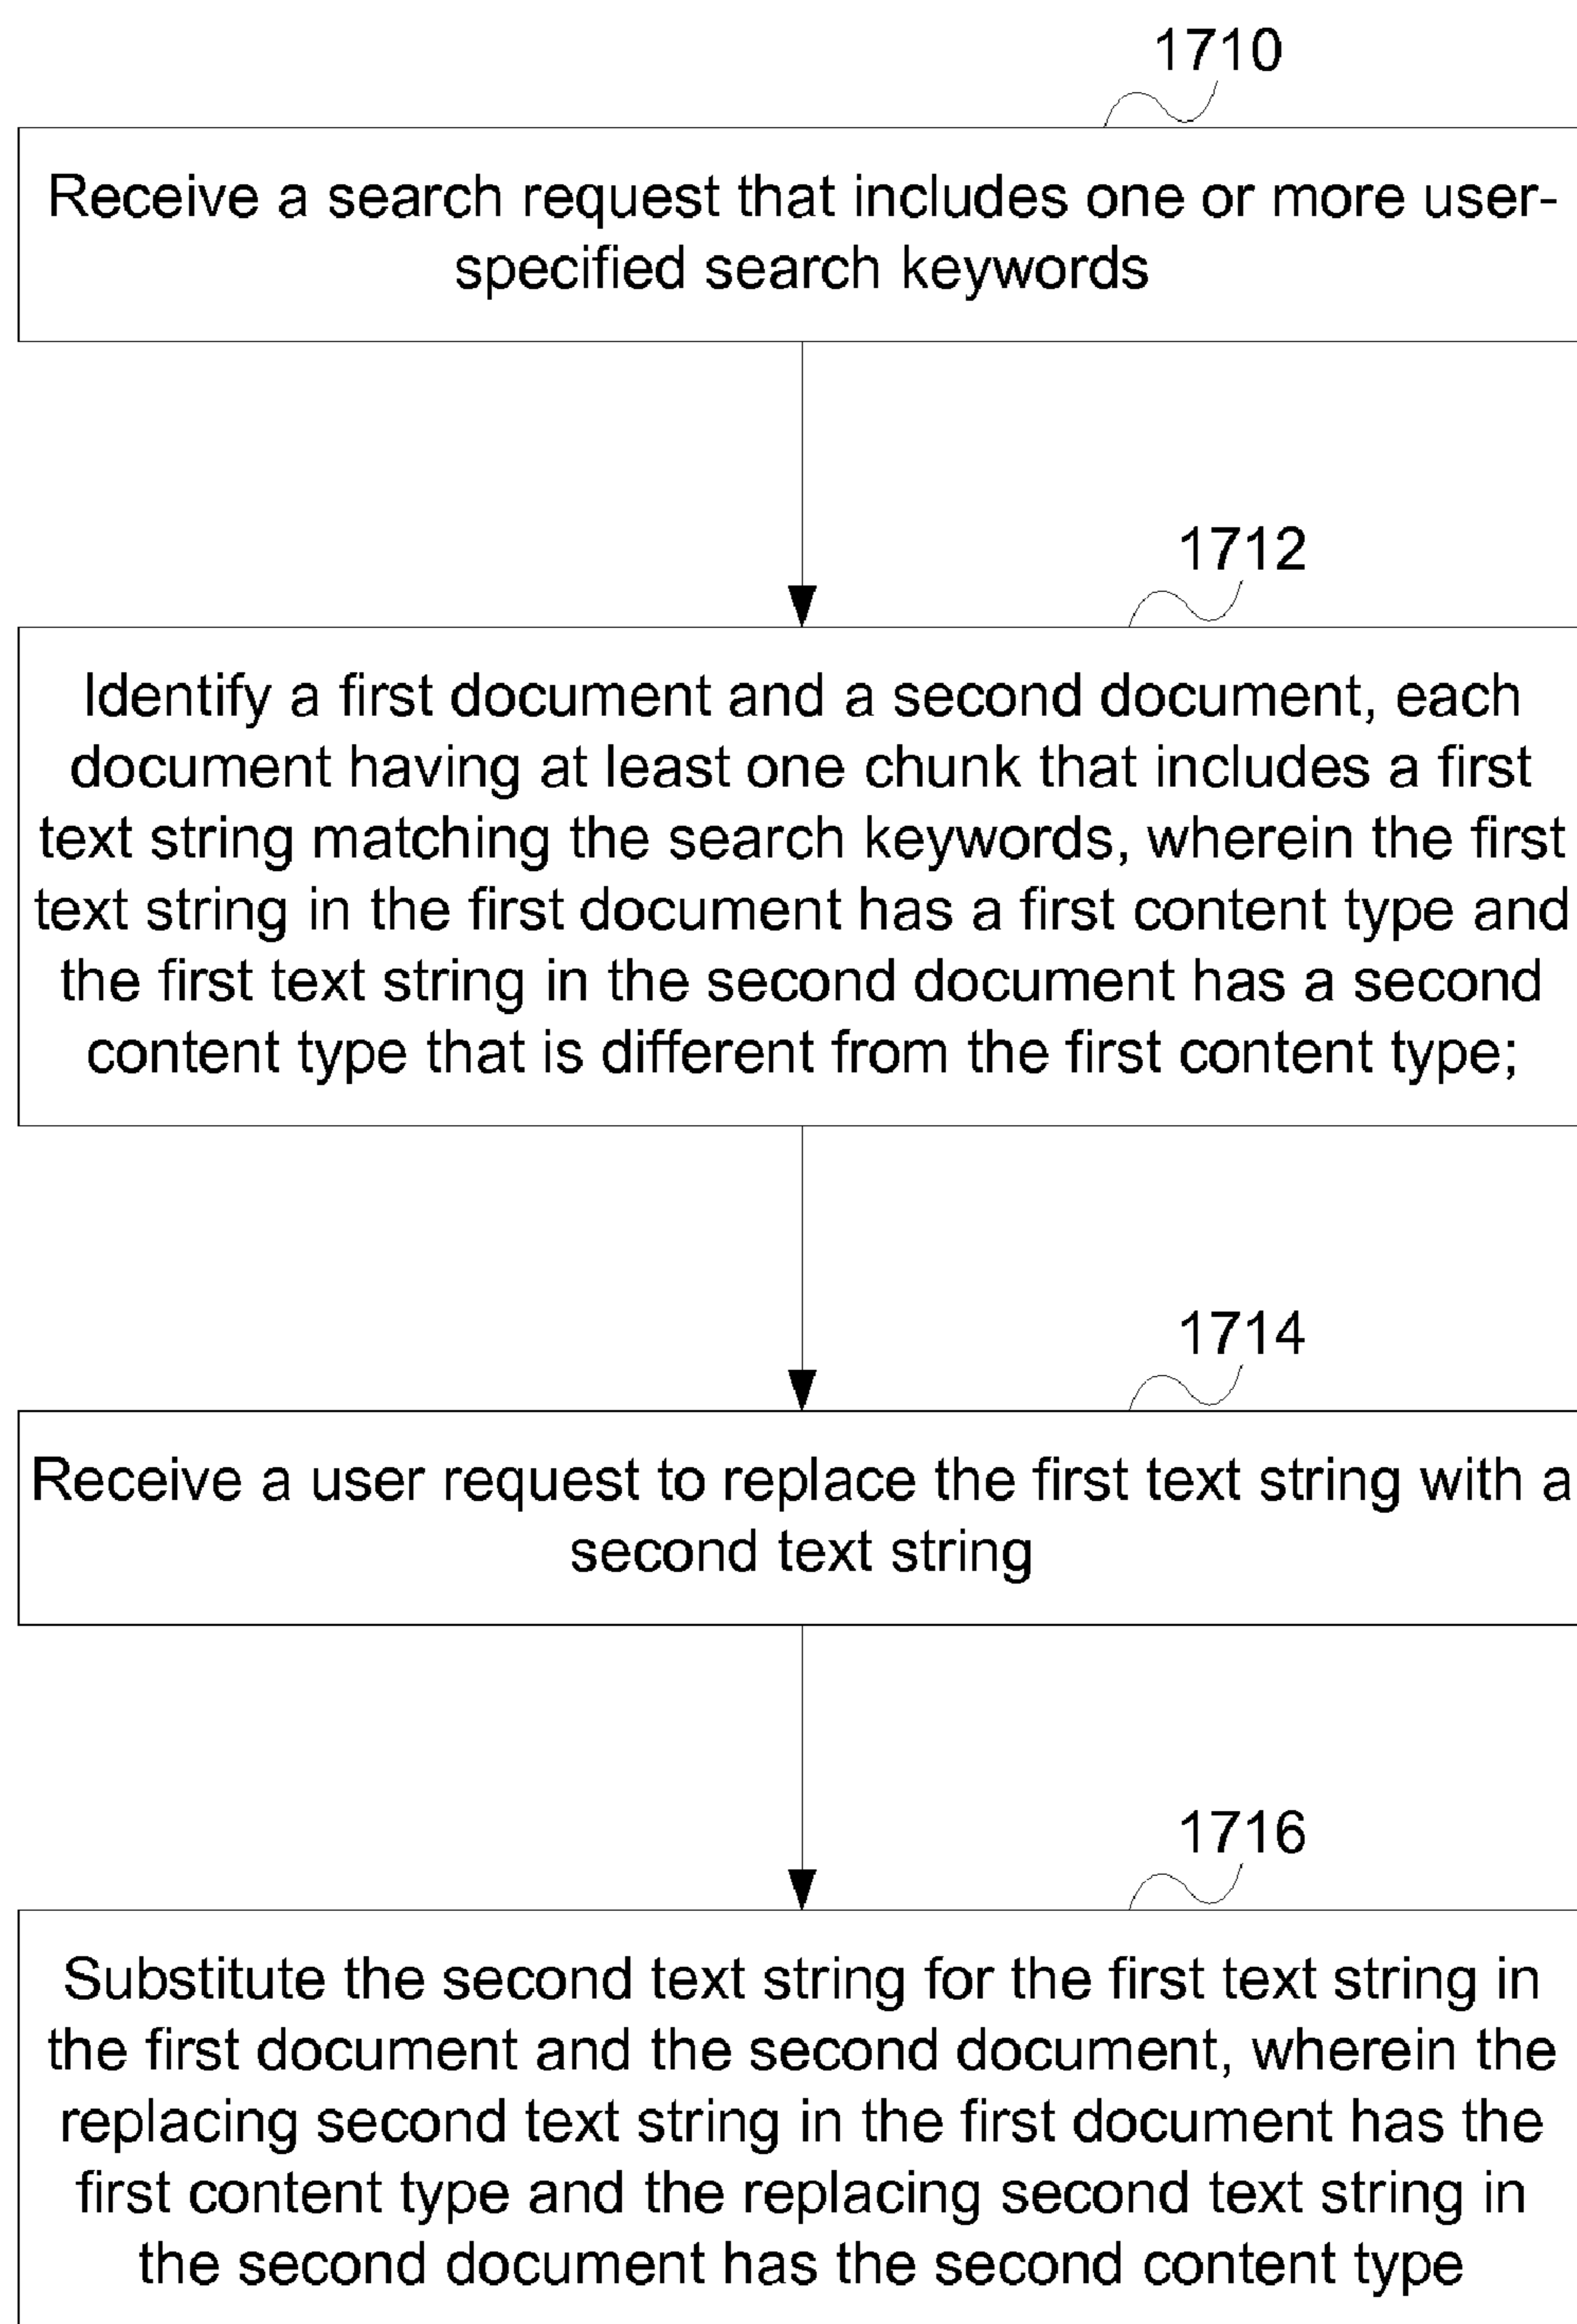 1710
Receive a search request that includes one or more user-
specified search keywords
1712
Identify a first document and a second document, each
document having at least one chunk that includes a first
text string matching the search keywords, wherein the first
text string in the first document has a first content type and
the first text string in the second document has a second
content type that is different from the first content type;
1714
Receive a user request to replace the first text string with a
second text string
1716
Substitute the second text string for the first text string in
the first document and the second document, wherein the
replacing second text string in the first document has the
first content type and the replacing second text string in
the second document has the second content type